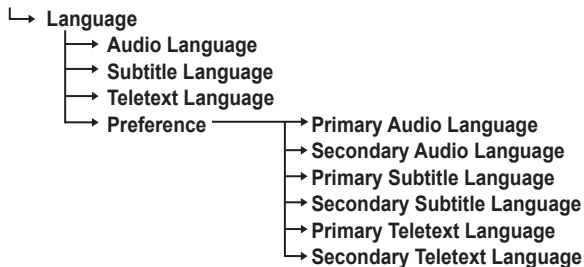 Language
Audio Language
Subtitle Language
Teletext Language
Preference
Primary Audio Language
Secondary Audio Language
Primary Subtitle Language
Secondary Subtitle Language
Primary Teletext Language
Secondary Teletext Language